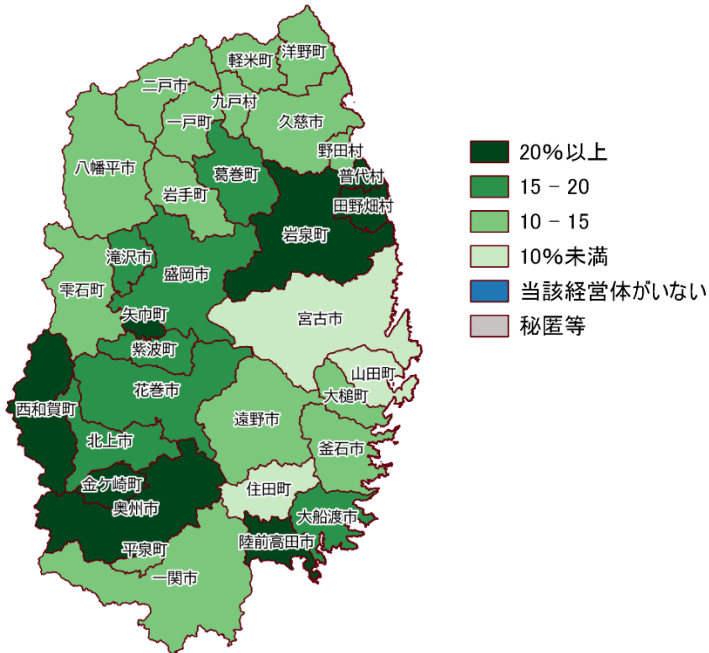 洋野町
軽米町
二戸市
九戸村
一戸町
久慈市
野田村
八幡平市
葛巻町
普代村
岩手町
田野畑村
岩泉町
滝沢市
盛岡市
雫石町
矢巾町
宮古市
紫波町
山田町
花巻市
大槌町
西和賀町
遠野市
北上市
釜石市
金ケ崎町
住田町
奥州市
大船渡市
陸前高田市
平泉町
一関市
20%以上
15 - 20
10 - 15
10%未満
当該経営体がいない
秘匿等